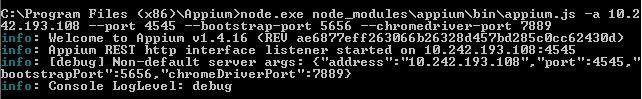 C:\Program Files (x86)\Appium>node.exe node_modules\appium\bin\appium.js -a 10.2
42.193.108 --port 4545 --bootstrap-port 5656 --chromedriver-port 7889
info: Welcome to Appium v1.4.16 (REV ae6877eff263066b26328d457bd285c0cc62430d)
info: Appium REST http interface listener started on 10.242.193.108:4545
info: [debug] Non-default server args: {"address":"10.242.193.108","port":4545,"
bootstrapPort":5656,"chromeDriverPort":7889}
info: Console LogLevel: debug